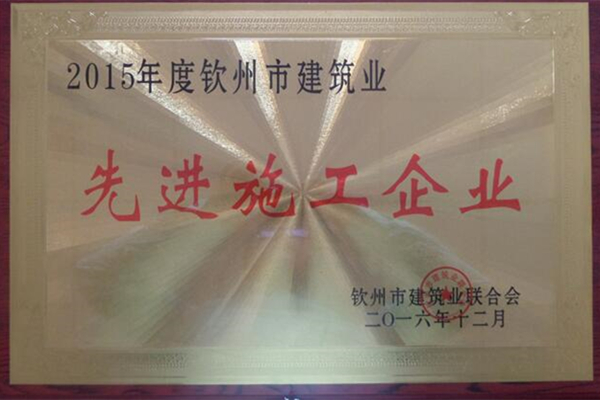 2015年度钦州市建筑业
先进施工企业
钦州市建筑业联合会
二〇一六年十二月